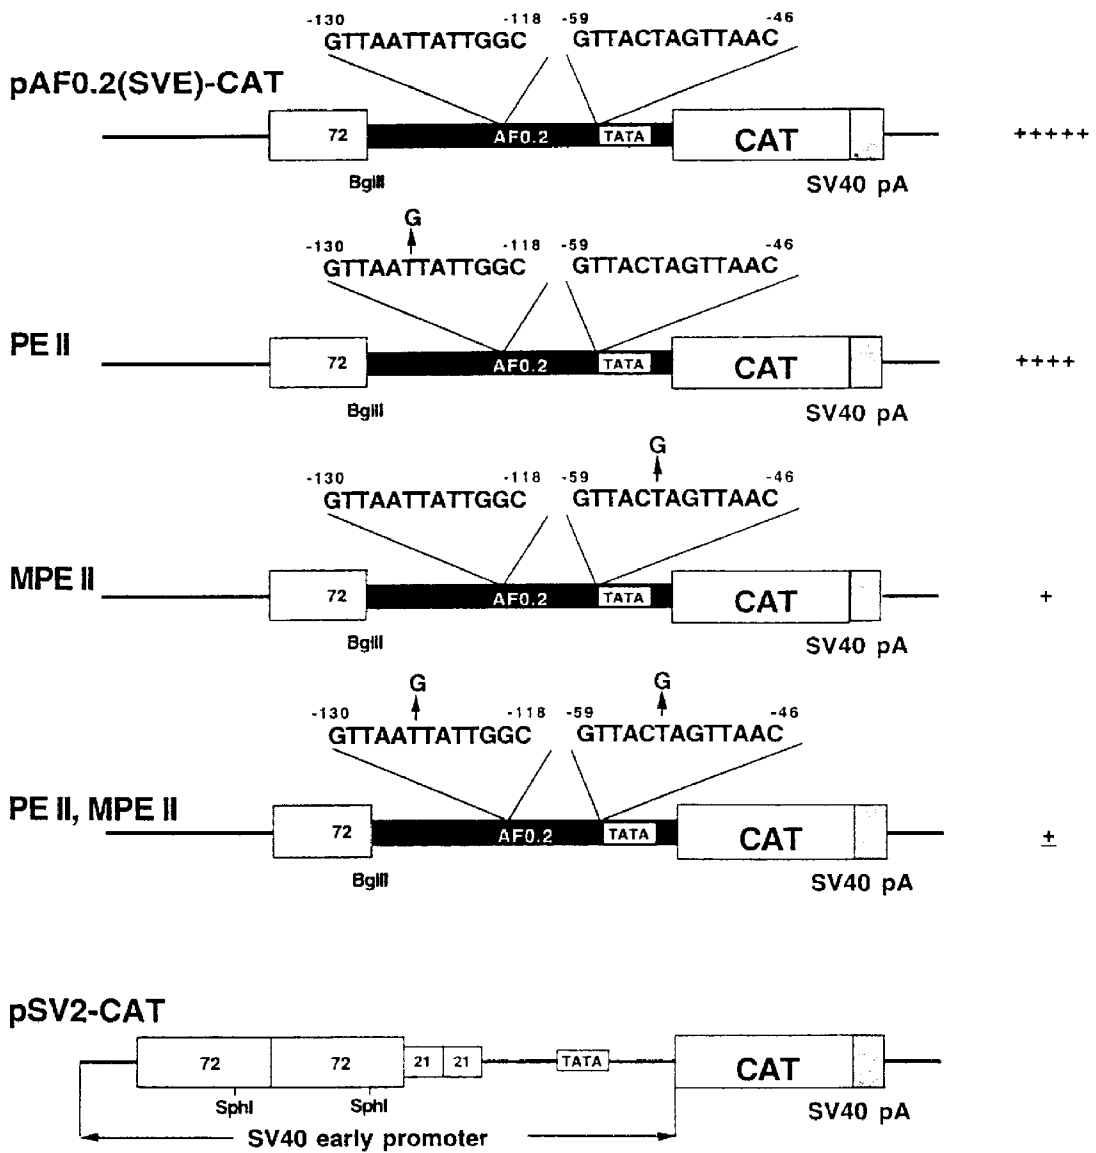 -130 -118 -59 -46
GTTAATTATTGGC GTTACTAGTTAAC
pAF0.2(SVE)-CAT
72 AF0.2 TATA CAT +++++
BglII SV40 pA
G
-130 -118 -59 -46
GTTAATTATTGGC GTTACTAGTTAAC
PE II
72 AF0.2 TATA CAT ++++
BglII SV40 pA
G
-130 -118 -59 -46
GTTAATTATTGGC GTTACTAGTTAAC
MPE II
72 AF0.2 TATA CAT +
BglII SV40 pA
G G
-130 -118 -59 -46
GTTAATTATTGGC GTTACTAGTTAAC
PE II, MPE II
72 AF0.2 TATA CAT ±
BglII SV40 pA
pSV2-CAT
72 72 21 21 TATA CAT
SphI SphI SV40 pA
SV40 early promoter